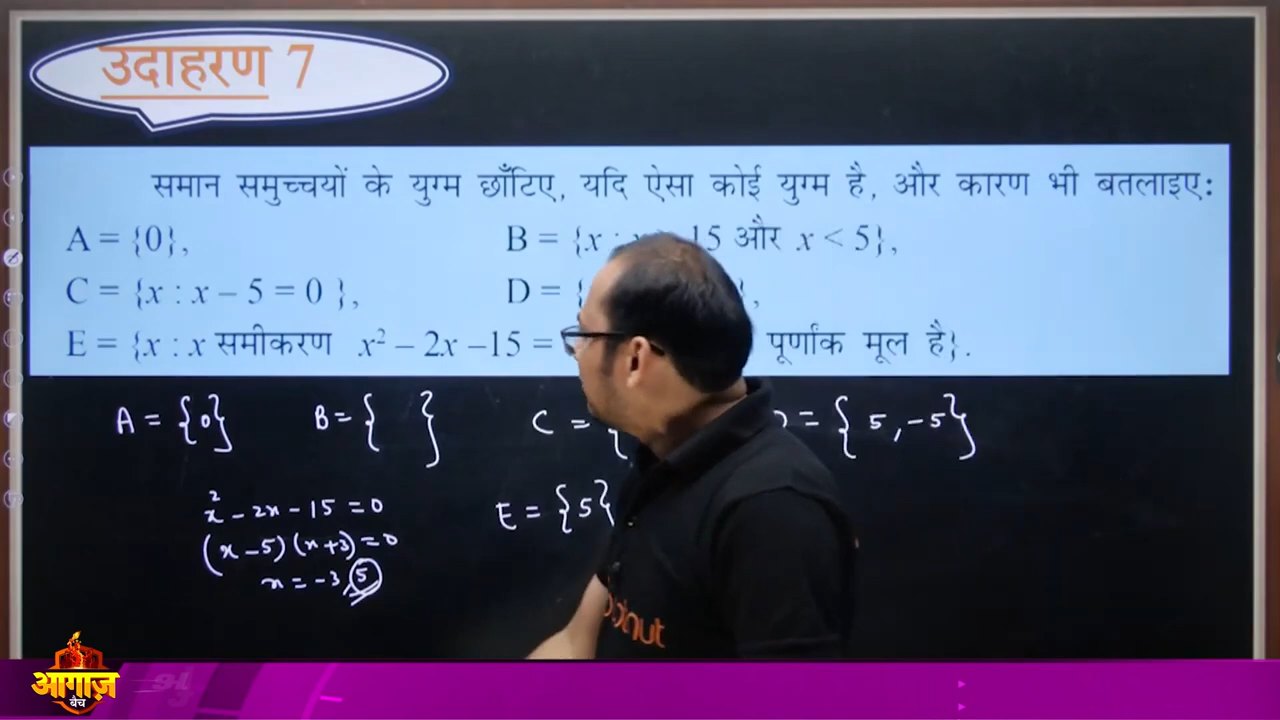 उदाहरण 7
समान समुच्चयों के युग्म छाँटिए, यदि ऐसा कोई युग्म है, और कारण भी बतलाइए:
A = {0}, B = {x : x 15 और x < 5},
C = {x : x – 5 = 0 }, D = { },
E = {x : x समीकरण x² – 2x –15 = पूर्णांक मूल है}.
A = {0} B = { } C = { = { 5, -5}
x² - 2x - 15 = 0 E = {5}
(x - 5) (x + 3) = 0
x = -3, 5
आगाज़
बैच